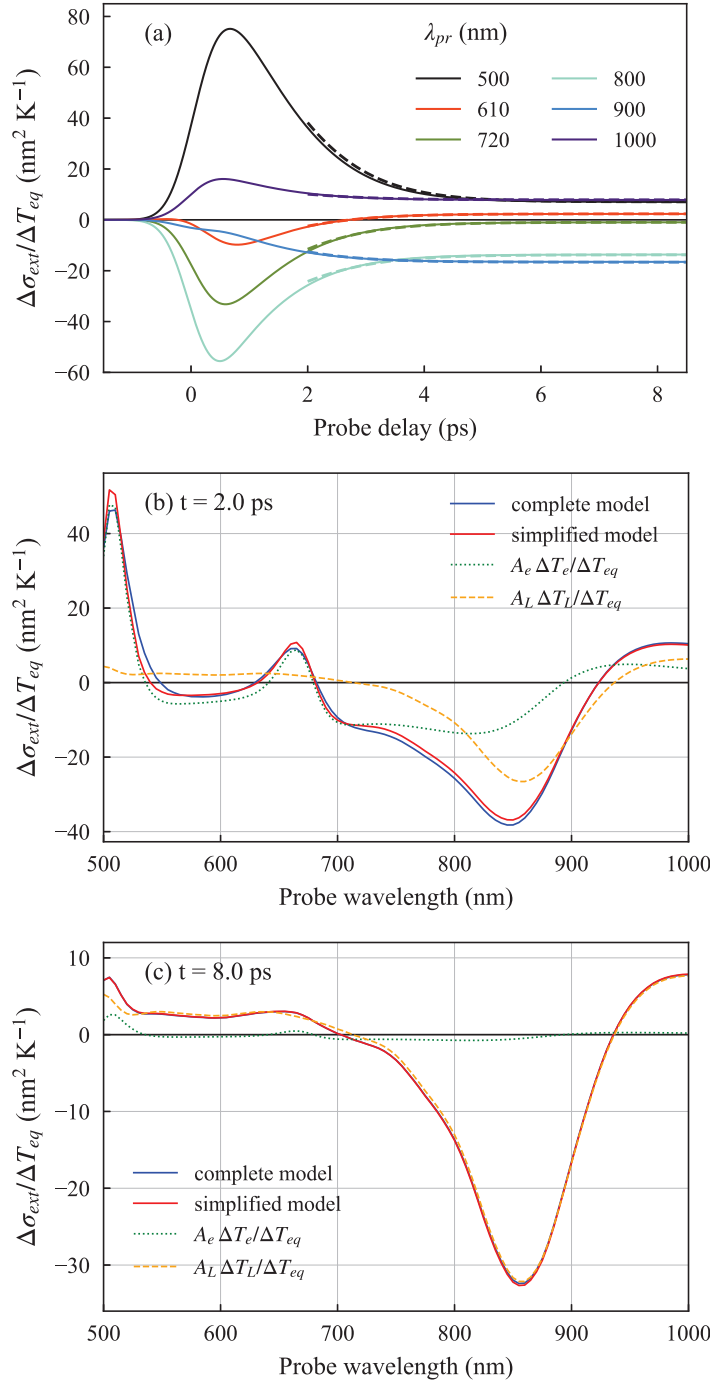 (a)
λpr (nm)
500 800
610 900
720 1000
Δσext/ΔTeq (nm² K⁻¹)
80
60
40
20
0
−20
−40
−60
0 2 4 6 8
Probe delay (ps)
(b) t = 2.0 ps
complete model
simplified model
Ae ΔTe/ΔTeq
AL ΔTL/ΔTeq
Δσext/ΔTeq (nm² K⁻¹)
40
20
0
−20
−40
500 600 700 800 900 1000
Probe wavelength (nm)
(c) t = 8.0 ps
complete model
simplified model
Ae ΔTe/ΔTeq
AL ΔTL/ΔTeq
Δσext/ΔTeq (nm² K⁻¹)
10
0
−10
−20
−30
500 600 700 800 900 1000
Probe wavelength (nm)